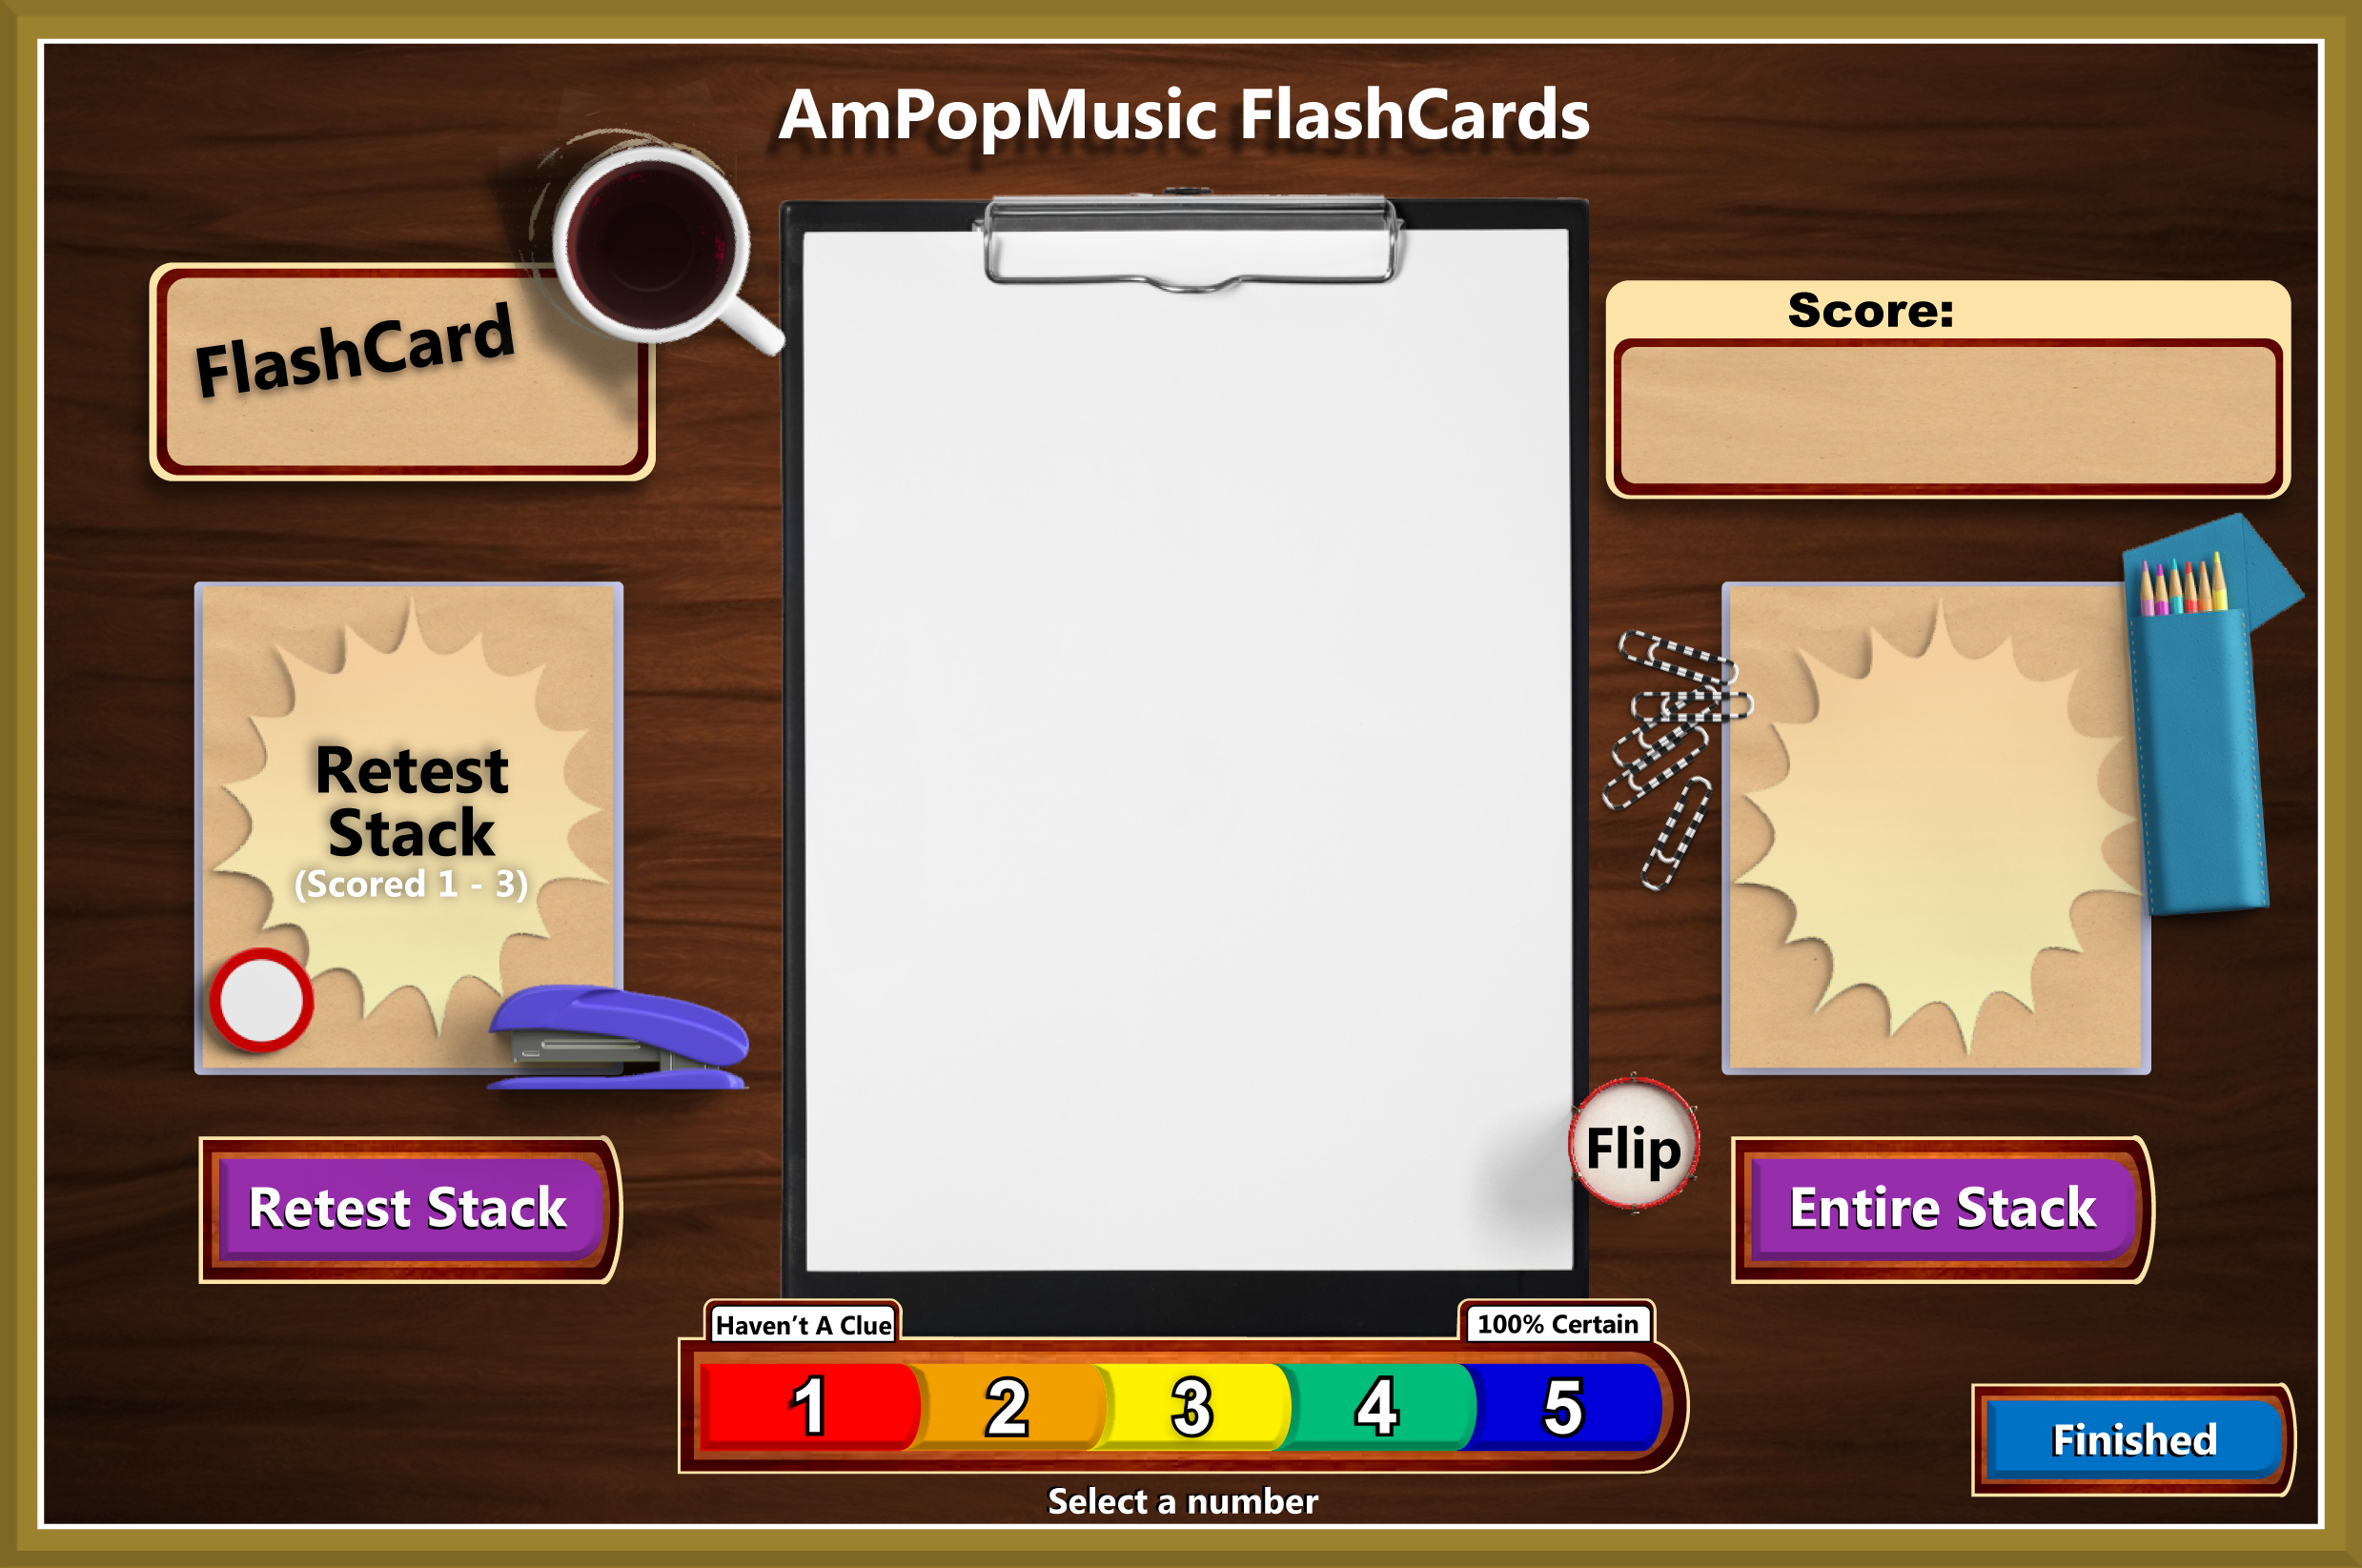 AmPopMusic FlashCards
FlashCard
Score:
Retest
Stack
(Scored 1 - 3)
Flip
Retest Stack
Entire Stack
Haven’t A Clue
100% Certain
1 2 3 4 5
Finished
Select a number